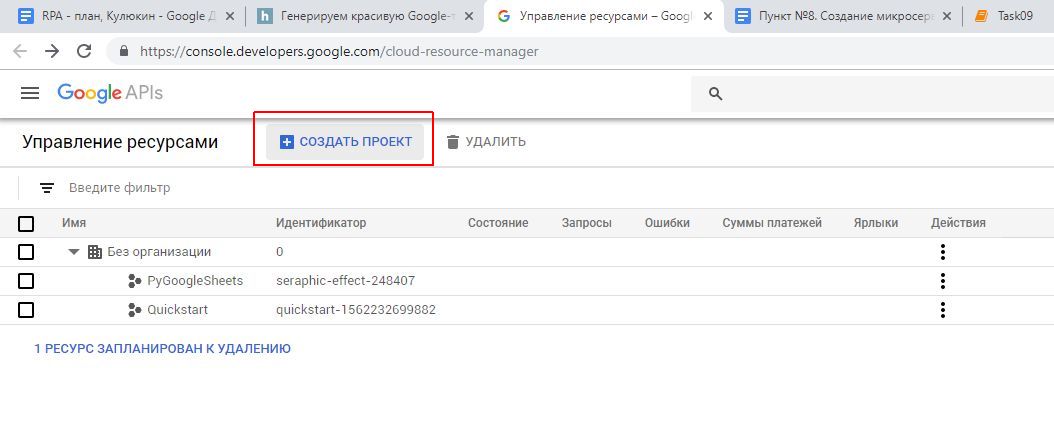 RPA - план, Кулюкин - Google Д
Генерируем красивую Google-т
Управление ресурсами – Googl
Пункт №8. Создание микросерв
Task09
https://console.developers.google.com/cloud-resource-manager
Google APIs
Управление ресурсами
СОЗДАТЬ ПРОЕКТ
УДАЛИТЬ
Введите фильтр
Имя Идентификатор Состояние Запросы Ошибки Суммы платежей Ярлыки Действия
Без организации 0
PyGoogleSheets seraphic-effect-248407
Quickstart quickstart-1562232699882
1 РЕСУРС ЗАПЛАНИРОВАН К УДАЛЕНИЮ